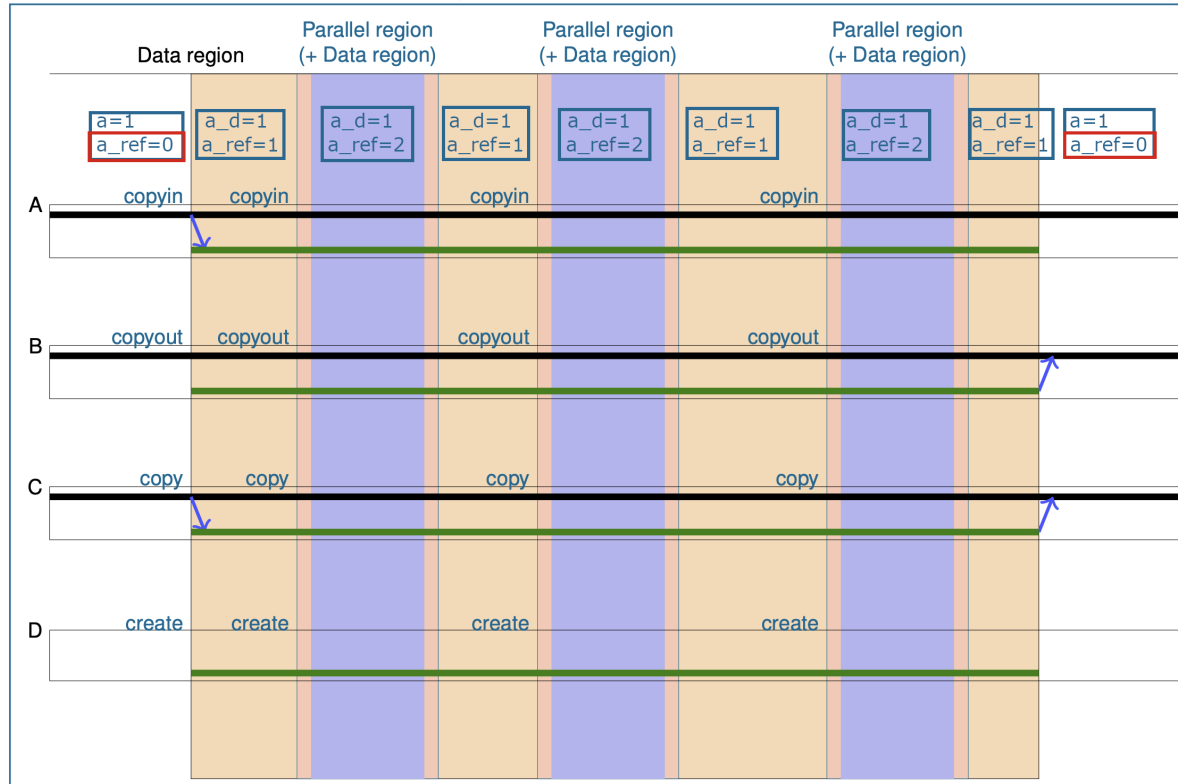 Data region
Parallel region
(+ Data region)
Parallel region
(+ Data region)
Parallel region
(+ Data region)
a=1
a_ref=0
a_d=1
a_ref=1
a_d=1
a_ref=2
a_d=1
a_ref=1
a_d=1
a_ref=2
a_d=1
a_ref=1
a_d=1
a_ref=2
a_d=1
a_ref=1
a=1
a_ref=0
A copyin copyin copyin copyin
B copyout copyout copyout copyout
C copy copy copy copy
D create create create create